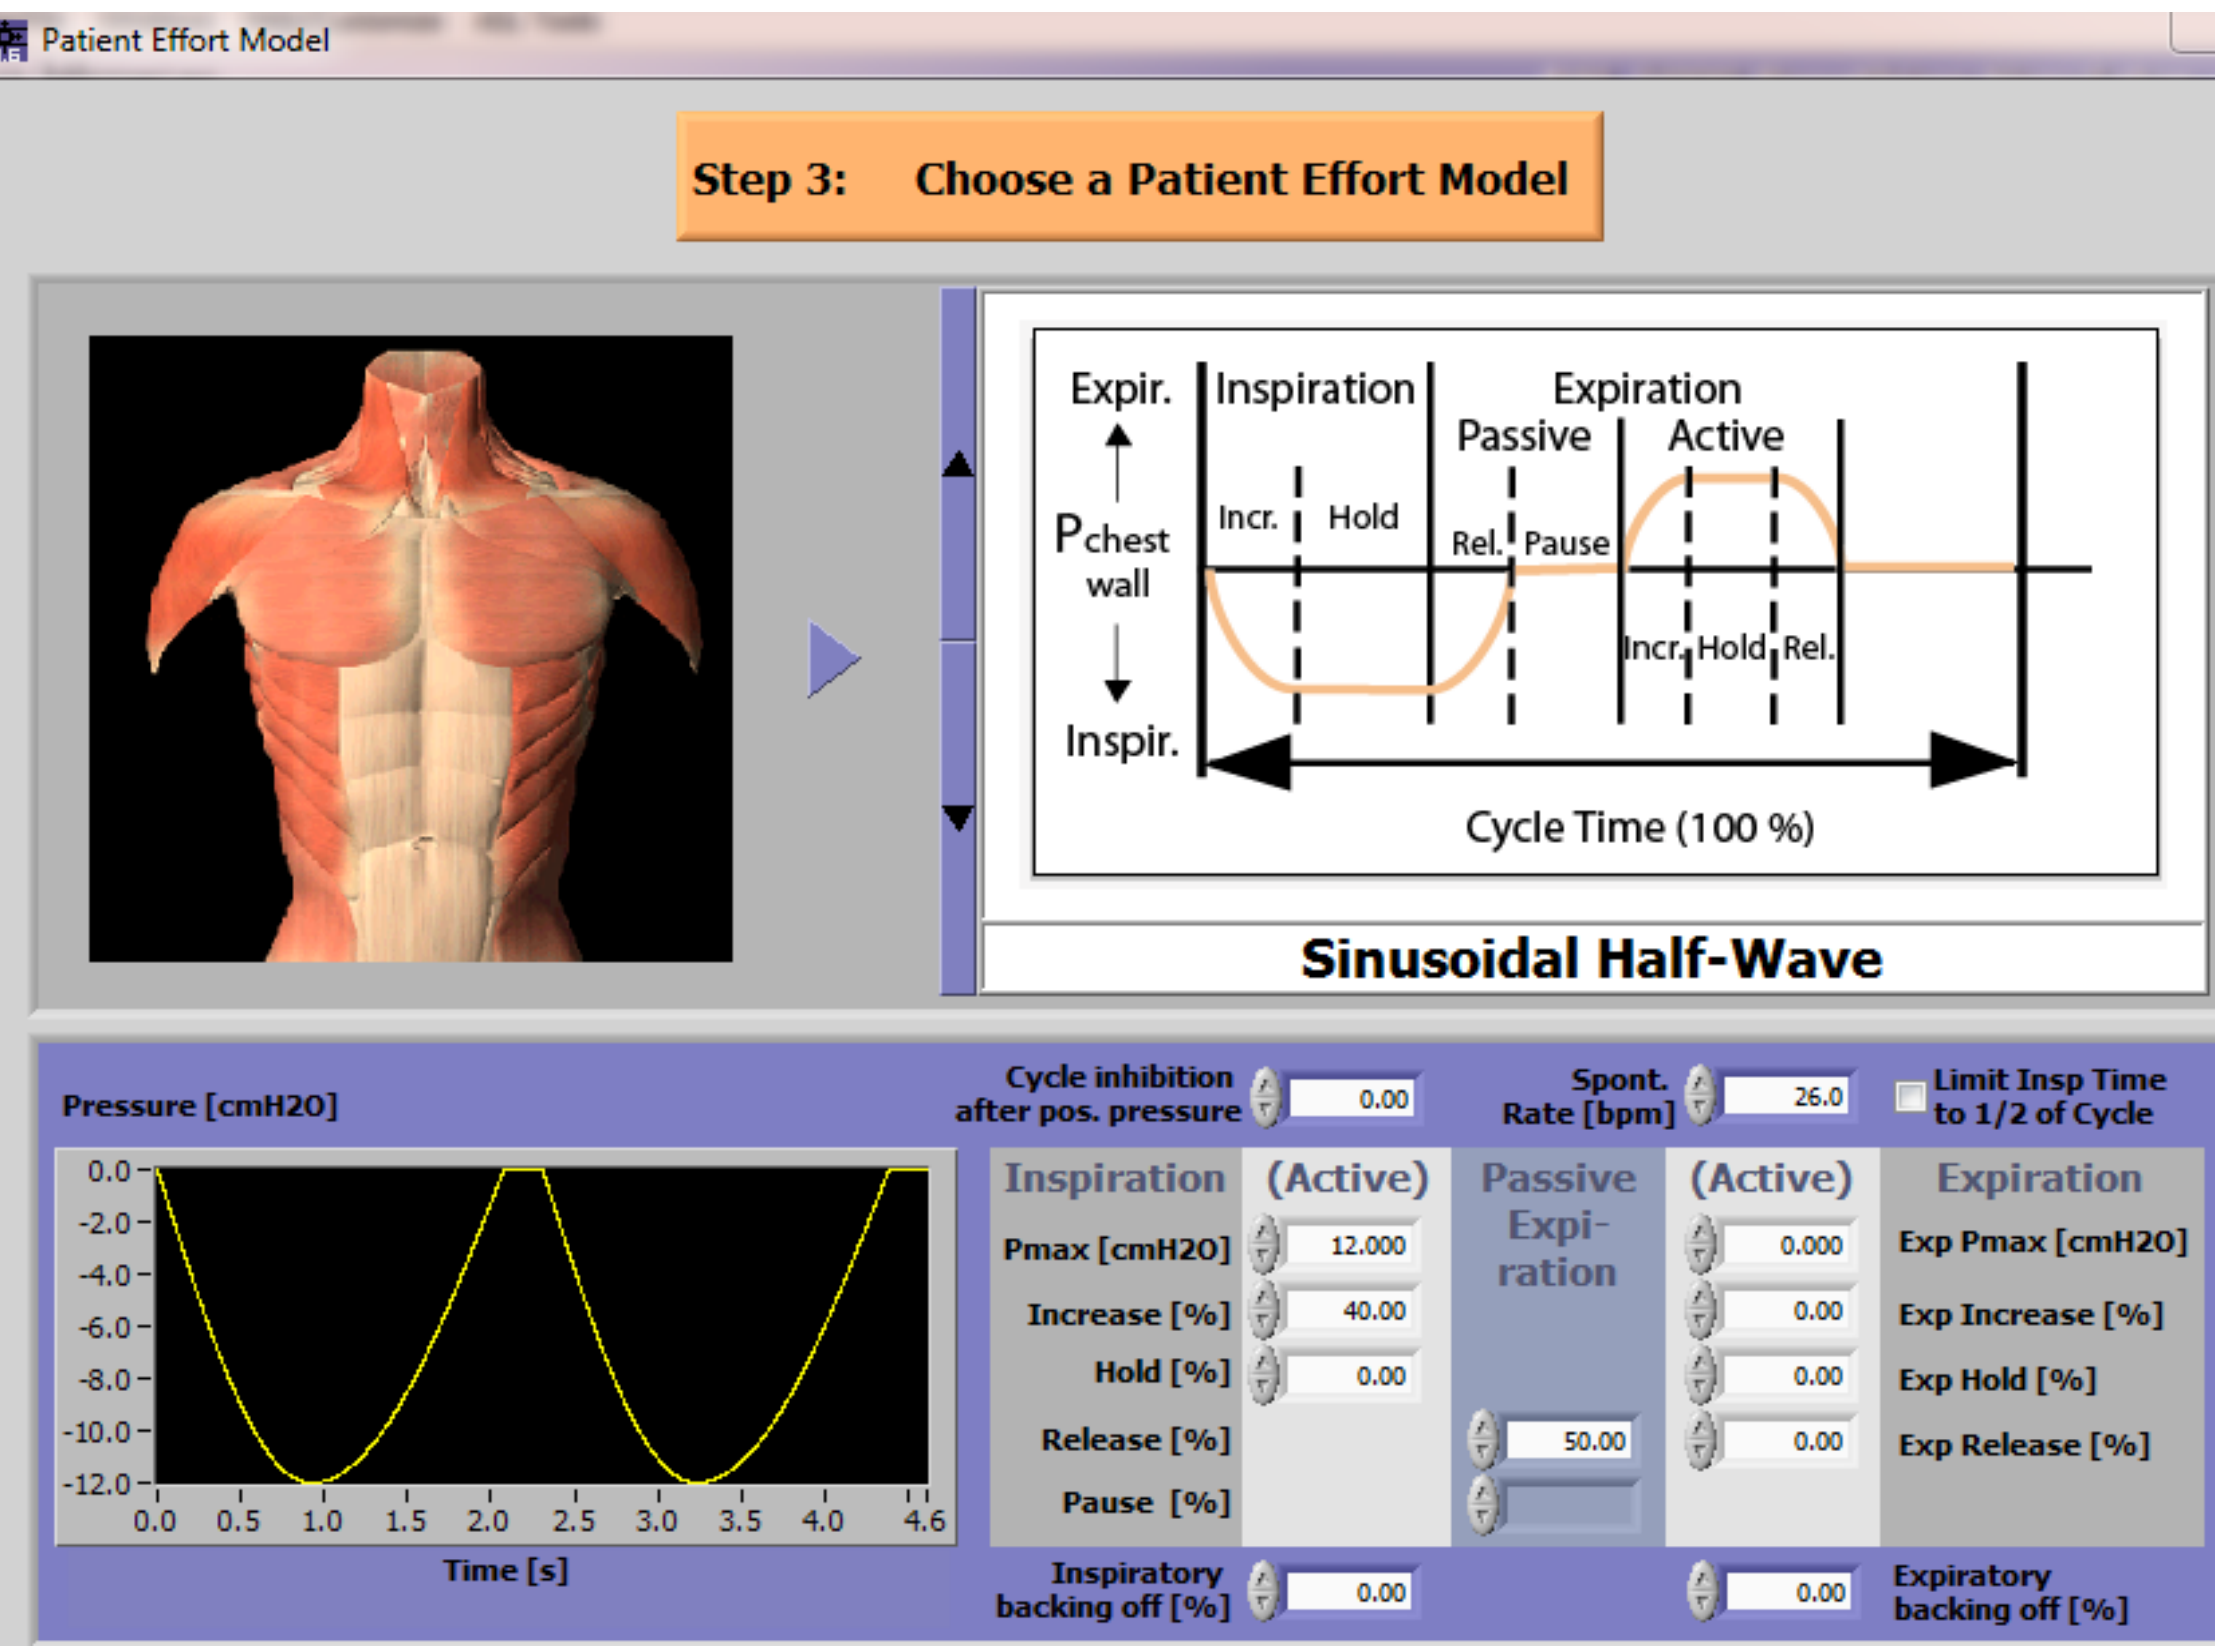 Patient Effort Model
Step 3: Choose a Patient Effort Model
Expir. Inspiration Expiration
Passive Active
Incr. Hold
Pchest
wall
Rel. Pause
Incr. Hold Rel.
Inspir.
Cycle Time (100 %)
Sinusoidal Half-Wave
Pressure [cmH2O]
0.0
-2.0
-4.0
-6.0
-8.0
-10.0
-12.0
0.0 0.5 1.0 1.5 2.0 2.5 3.0 3.5 4.0 4.6
Time [s]
Cycle inhibition
after pos. pressure 0.00
Spont.
Rate [bpm] 26.0
Limit Insp Time
to 1/2 of Cycle
Inspiration (Active) Passive (Active) Expiration
Expi-
ration
Pmax [cmH2O] 12.000 0.000 Exp Pmax [cmH2O]
Increase [%] 40.00 0.00 Exp Increase [%]
Hold [%] 0.00 0.00 Exp Hold [%]
Release [%] 50.00 0.00 Exp Release [%]
Pause [%]
Inspiratory
backing off [%] 0.00
0.00 Expiratory
backing off [%]